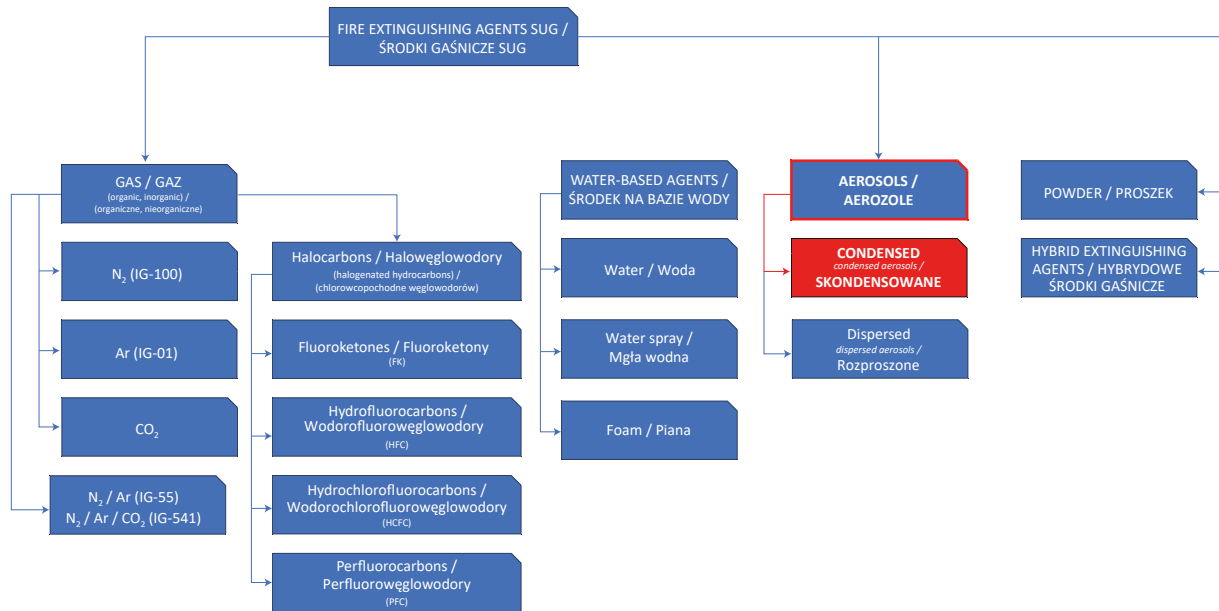 FIRE EXTINGUISHING AGENTS SUG /
ŚRODKI GAŚNICZE SUG
GAS / GAZ
(organic, inorganic) /
(organiczne, nieorganiczne)
N₂ (IG-100)
Ar (IG-01)
CO₂
N₂ / Ar (IG-55)
N₂ / Ar / CO₂ (IG-541)
Halocarbons / Halowęglowodory
(halogenated hydrocarbons) /
(chlorowcopochodne węglowodorów)
Fluoroketones / Fluoroketony
(FK)
Hydrofluorocarbons /
Wodorofluorowęglowodory
(HFC)
Hydrochlorofluorocarbons /
Wodorochlorofluorowęglowodory
(HCFC)
Perfluorocarbons /
Perfluorowęglowodory
(PFC)
WATER-BASED AGENTS /
ŚRODEK NA BAZIE WODY
Water / Woda
Water spray /
Mgła wodna
Foam / Piana
AEROSOLS /
AEROZOLE
CONDENSED
condensed aerosols /
SKONDENSOWANE
Dispersed
dispersed aerosols /
Rozproszone
POWDER / PROSZEK
HYBRID EXTINGUISHING
AGENTS / HYBRYDOWE
ŚRODKI GAŚNICZE